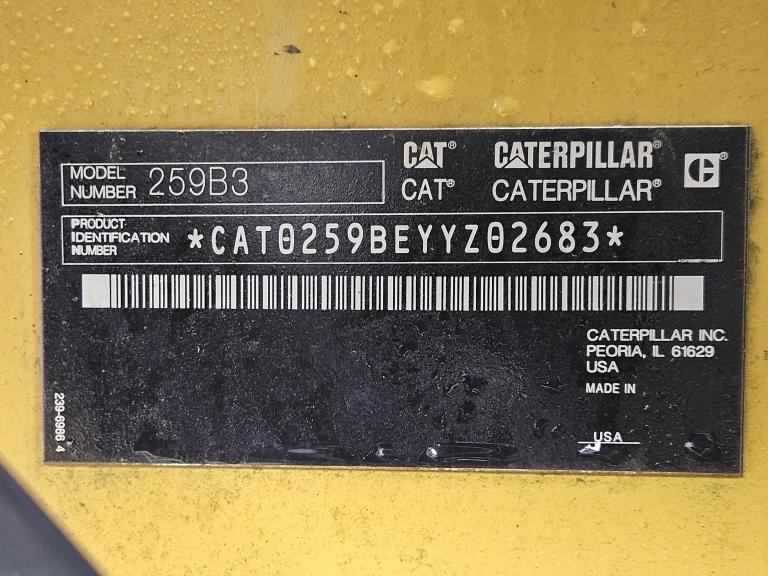 MODEL
NUMBER 259B3
CAT® CATERPILLAR®
CAT® CATERPILLAR®
PRODUCT
IDENTIFICATION
NUMBER
*CAT0259BEYYZ02683*
CATERPILLAR INC.
PEORIA, IL 61629
USA
MADE IN
USA
239-6986 4